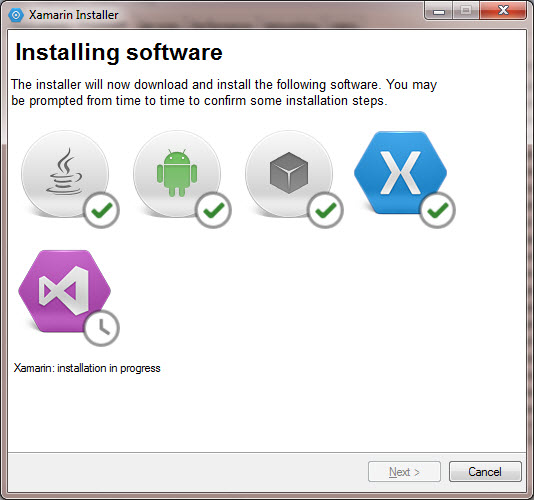 Xamarin Installer
Installing software
The installer will now download and install the following software. You may
be prompted from time to time to confirm some installation steps.
X
Xamarin: installation in progress
Next >
Cancel